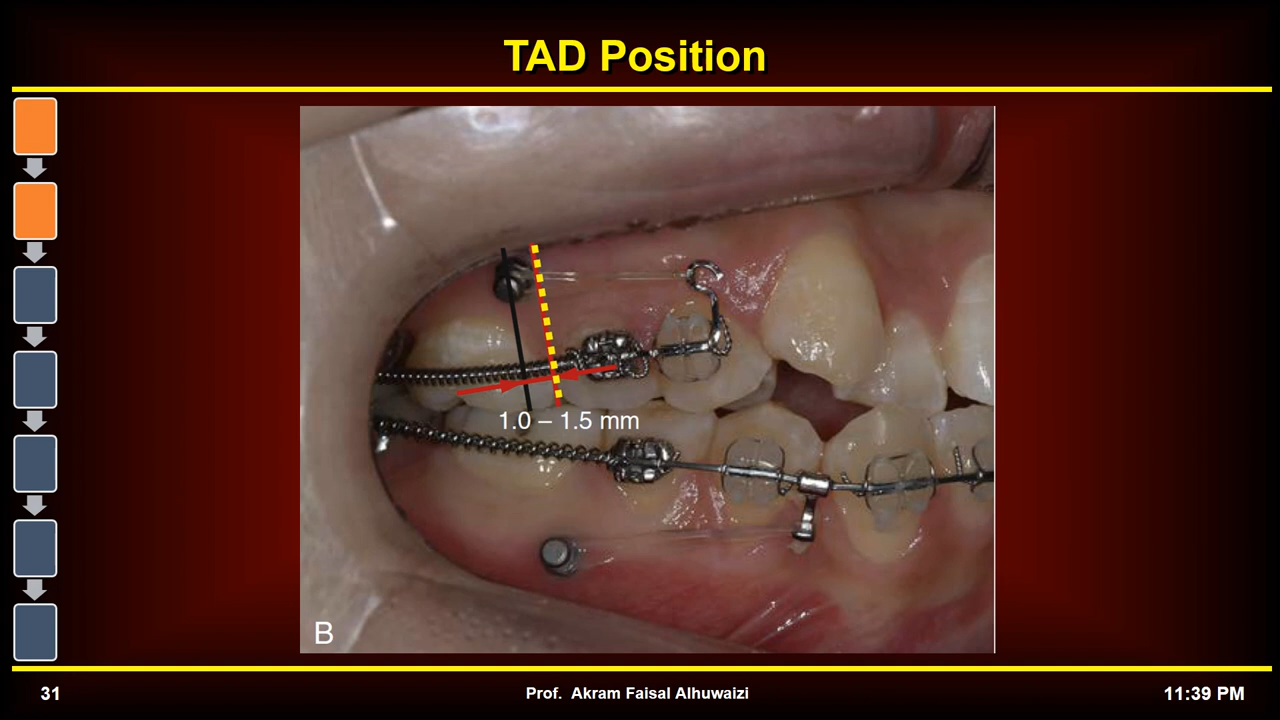 TAD Position
1.0 – 1.5 mm
B
31
Prof. Akram Faisal Alhuwaizi
11:39 PM